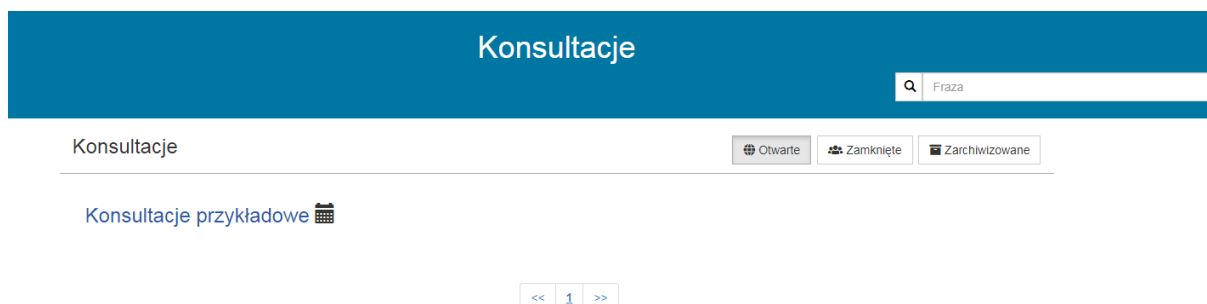 Konsultacje
Fraza
Konsultacje
Otwarte Zamknięte Zarchiwizowane
Konsultacje przykładowe
<< 1 >>